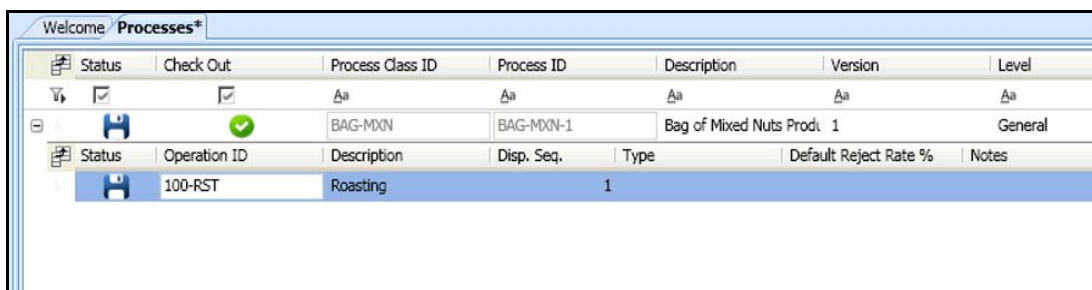 Welcome Processes*
Status Check Out Process Class ID Process ID Description Version Level
Aa Aa Aa Aa Aa
BAG-MXN BAG-MXN-1 Bag of Mixed Nuts Produ 1 General
Status Operation ID Description Disp. Seq. Type Default Reject Rate % Notes
100-RST Roasting 1